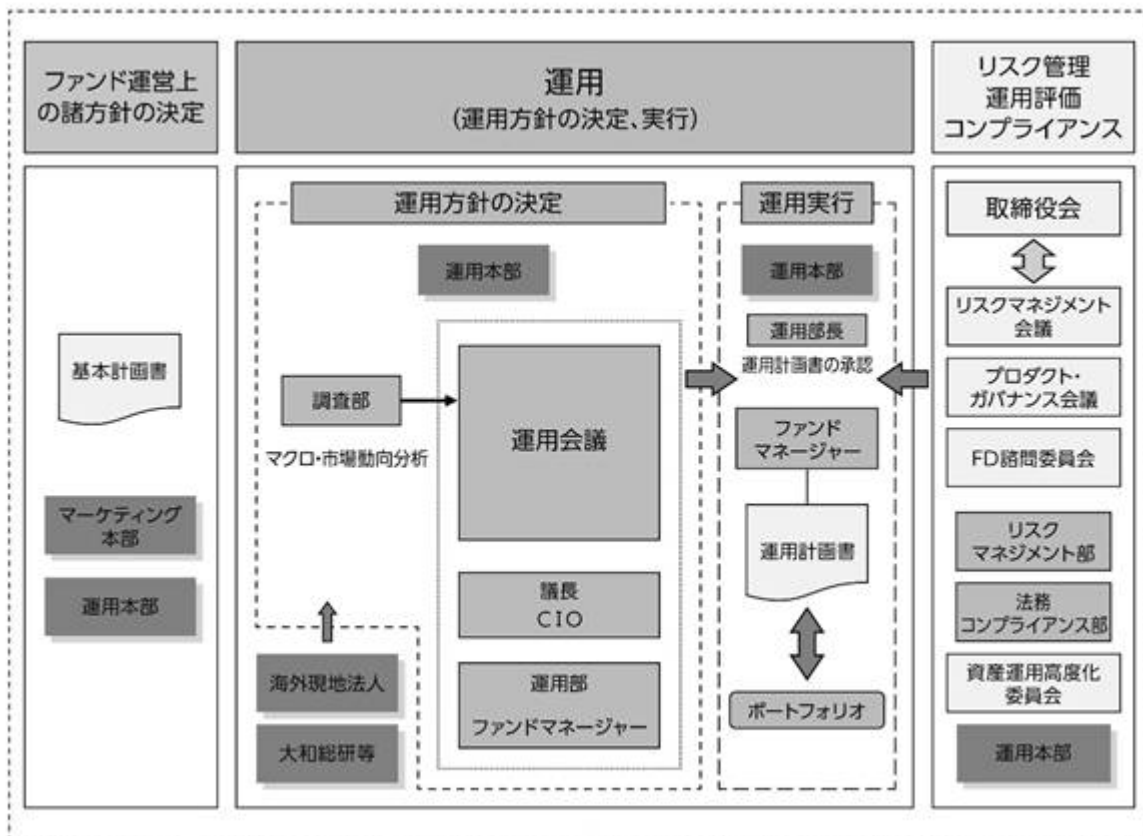 ファンド運営上
の諸方針の決定
運用
(運用方針の決定、実行)
リスク管理
運用評価
コンプライアンス
基本計画書
マーケティング
本部
運用本部
運用方針の決定
運用本部
調査部
マクロ・市場動向分析
運用会議
議長
CIO
運用部
ファンドマネージャー
海外現地法人
大和総研等
運用実行
運用本部
運用部長
運用計画書の承認
ファンド
マネージャー
運用計画書
ポートフォリオ
取締役会
リスクマネジメント
会議
プロダクト・
ガバナンス会議
FD諮問委員会
リスク
マネジメント部
法務
コンプライアンス部
資産運用高度化
委員会
運用本部